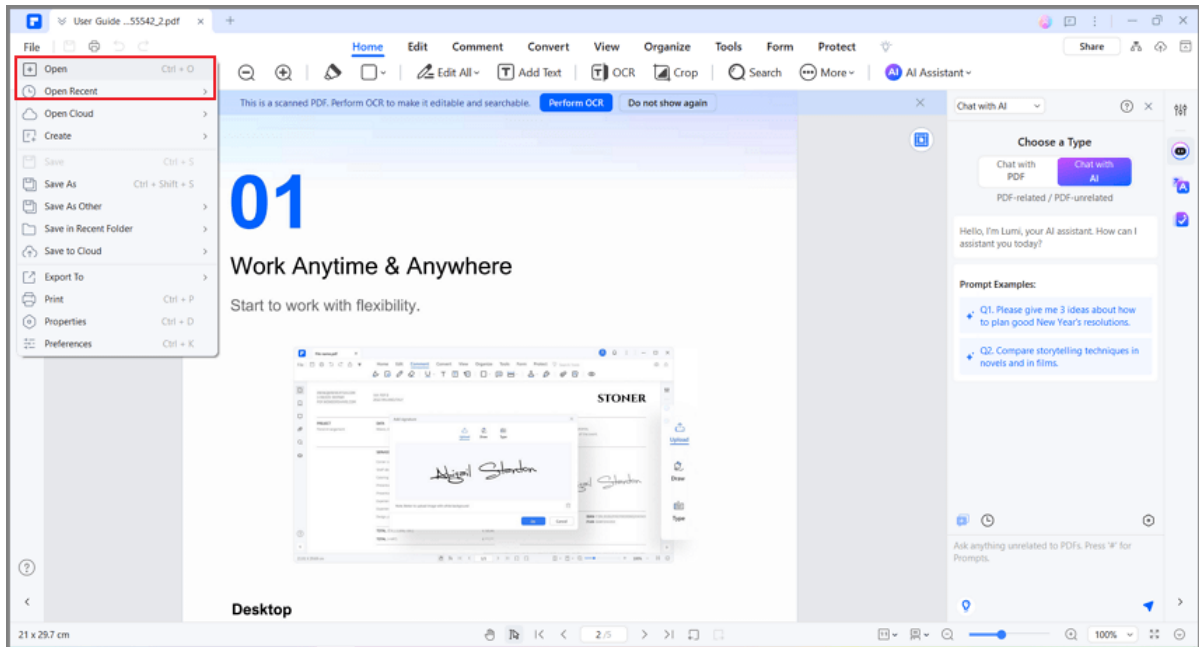 User Guide ...55542_2.pdf
File
Home Edit Comment Convert View Organize Tools Form Protect
Share
Open Ctrl + O
Open Recent
Open Cloud
Create
Save Ctrl + S
Save As Ctrl + Shift + S
Save As Other
Save in Recent Folder
Save to Cloud
Export To
Print Ctrl + P
Properties Ctrl + D
Preferences Ctrl + K
Edit All Add Text OCR Crop Search More AI AI Assistant
This is a scanned PDF. Perform OCR to make it editable and searchable. Perform OCR Do not show again
01
Work Anytime & Anywhere
Start to work with flexibility.
STONER
Upload
Draw
Type
Abigail
Desktop
Chat with AI
Choose a Type
Chat with PDF
Chat with AI
PDF-related / PDF-unrelated
Hello, I'm Lumi, your AI assistant. How can I
assistant you today?
Prompt Examples:
Q1. Please give me 3 ideas about how
to plan good New Year's resolutions.
Q2. Compare storytelling techniques in
novels and in films.
Ask anything unrelated to PDFs. Press '#' for
Prompts.
21 x 29.7 cm
2 /5
100%